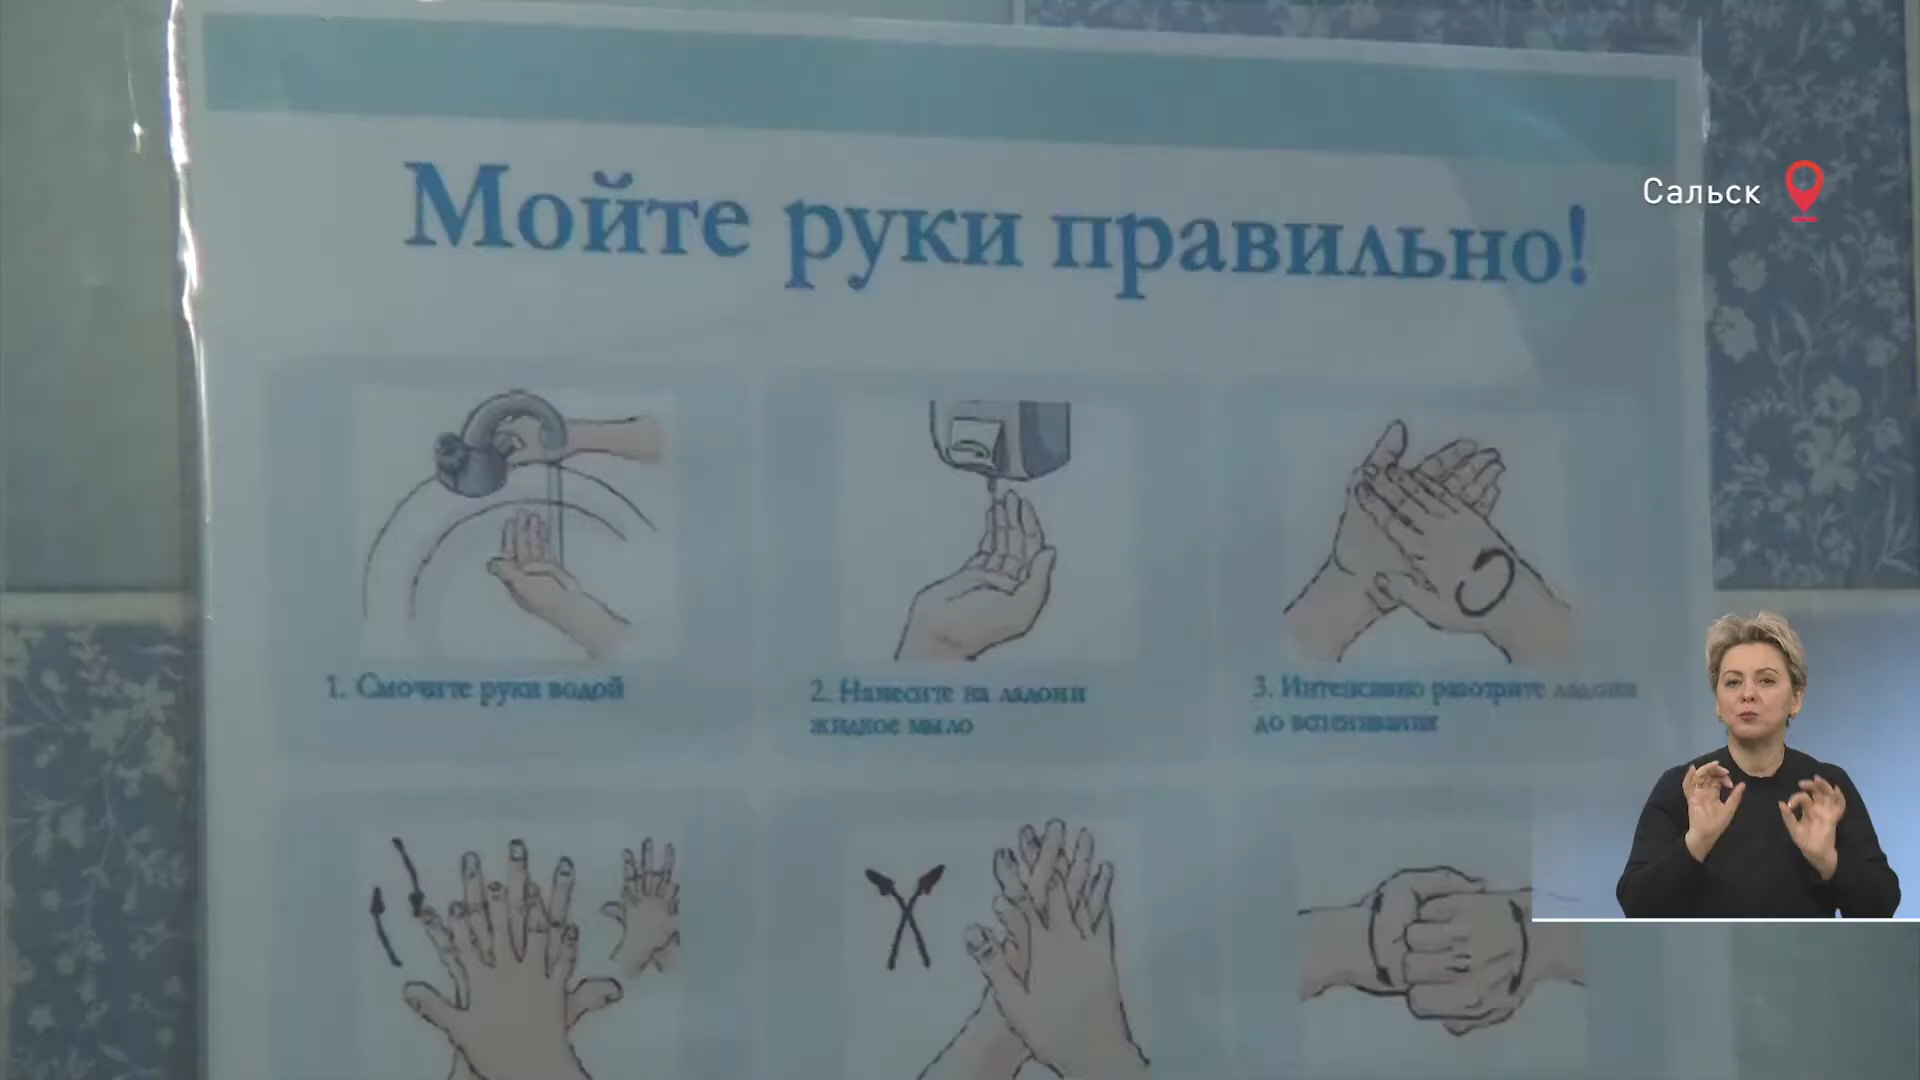 Мойте руки правильно!
Сальск
1. Смочите руки водой
2. Нанесите на ладони
жидкое мыло
3. Интенсивно разотрите ладони
до вспенивания